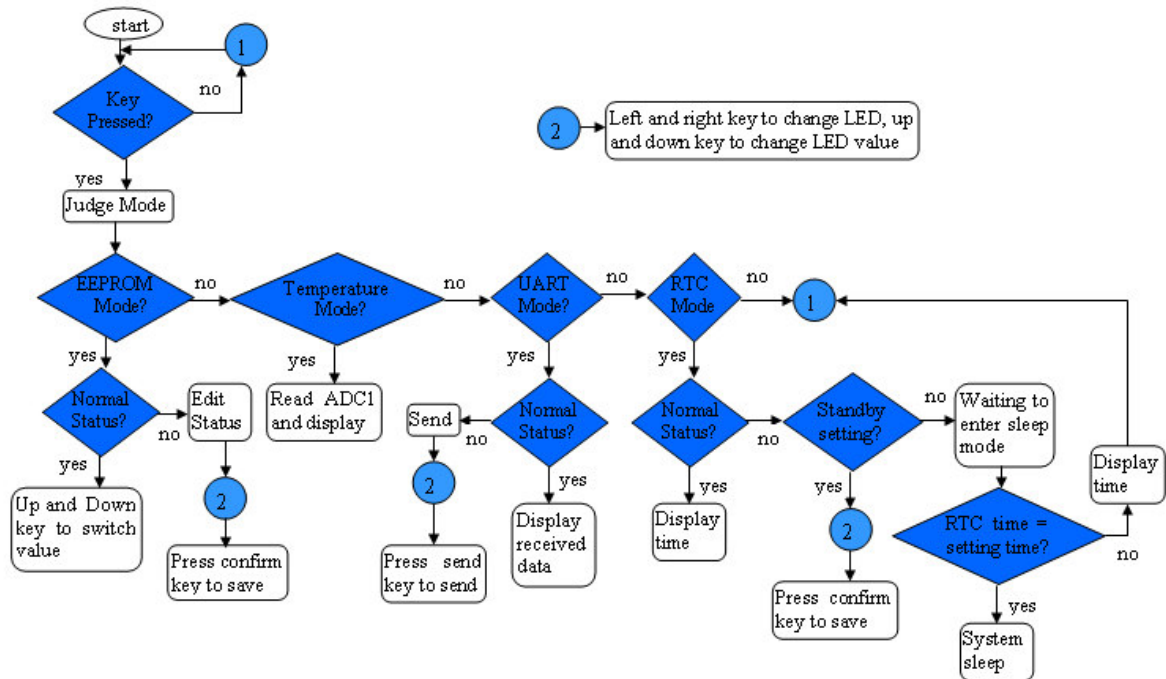 start
1
no
Key
Pressed?
2
Left and right key to change LED, up
and down key to change LED value
yes
Judge Mode
EEPROM
Mode?
no
Temperature
Mode?
no
UART
Mode?
no
RTC
Mode
no
1
yes
yes
yes
yes
Normal
Status?
no
Edit
Status
Read ADC1
and display
Send
no
Normal
Status?
Normal
Status?
no
Standby
setting?
no
Waiting to
enter sleep
mode
Display
time
yes
2
2
yes
yes
yes
2
RTC time =
setting time?
no
Up and Down
key to switch
value
Press confirm
key to save
Press send
key to send
Display
received
data
Display
time
Press confirm
key to save
yes
System
sleep